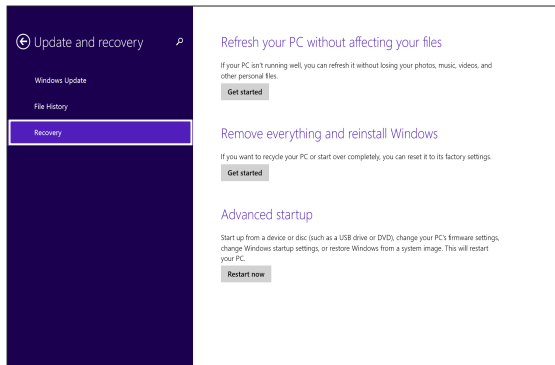 Update and recovery
Windows Update
File History
Recovery
Refresh your PC without affecting your files
If your PC isn't running well, you can refresh it without losing your photos, music, videos, and
other personal files.
Get started
Remove everything and reinstall Windows
If you want to recycle your PC or start over completely, you can reset it to its factory settings.
Get started
Advanced startup
Start up from a device or disc (such as a USB drive or DVD), change your PC's firmware settings,
change Windows startup settings, or restore Windows from a system image. This will restart
your PC.
Restart now